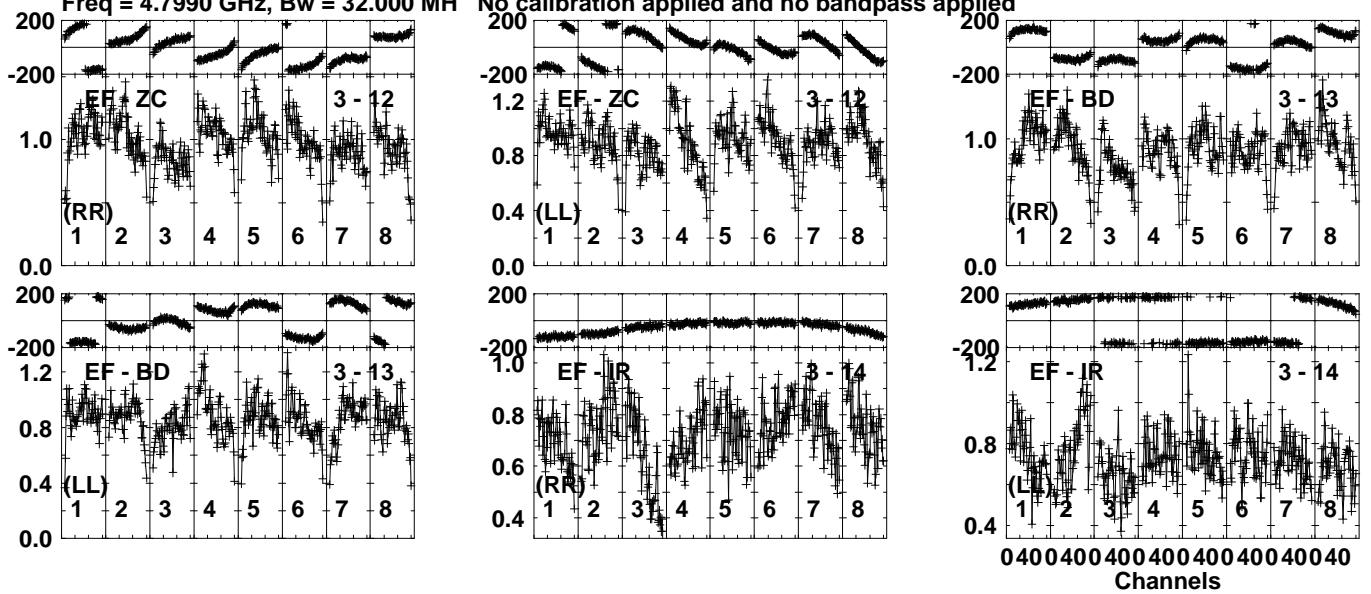 Freq = 4.7990 GHz, Bw = 32.000 MH No calibration applied and no bandpass applied
200
-200
EF - ZC 3 - 12
1.0
(RR)
1 2 3 4 5 6 7 8
0.0
200
-200
EF - ZC 3 - 12
1.2
0.8
0.4
(LL)
1 2 3 4 5 6 7 8
0.0
200
-200
EF - BD 3 - 13
1.0
(RR)
1 2 3 4 5 6 7 8
0.0
200
-200
EF - BD 3 - 13
1.2
0.8
0.4
(LL)
1 2 3 4 5 6 7 8
0.0
200
-200
EF - IR 3 - 14
1.0
0.8
0.6
(RR)
1 2 3 4 5 6 7 8
0.4
200
-200
EF - IR 3 - 14
1.2
0.8
(LL)
1 2 3 4 5 6 7 8
0.4
0 40 0 40 0 40 0 40 0 40 0 40 0 40 0 40
Channels